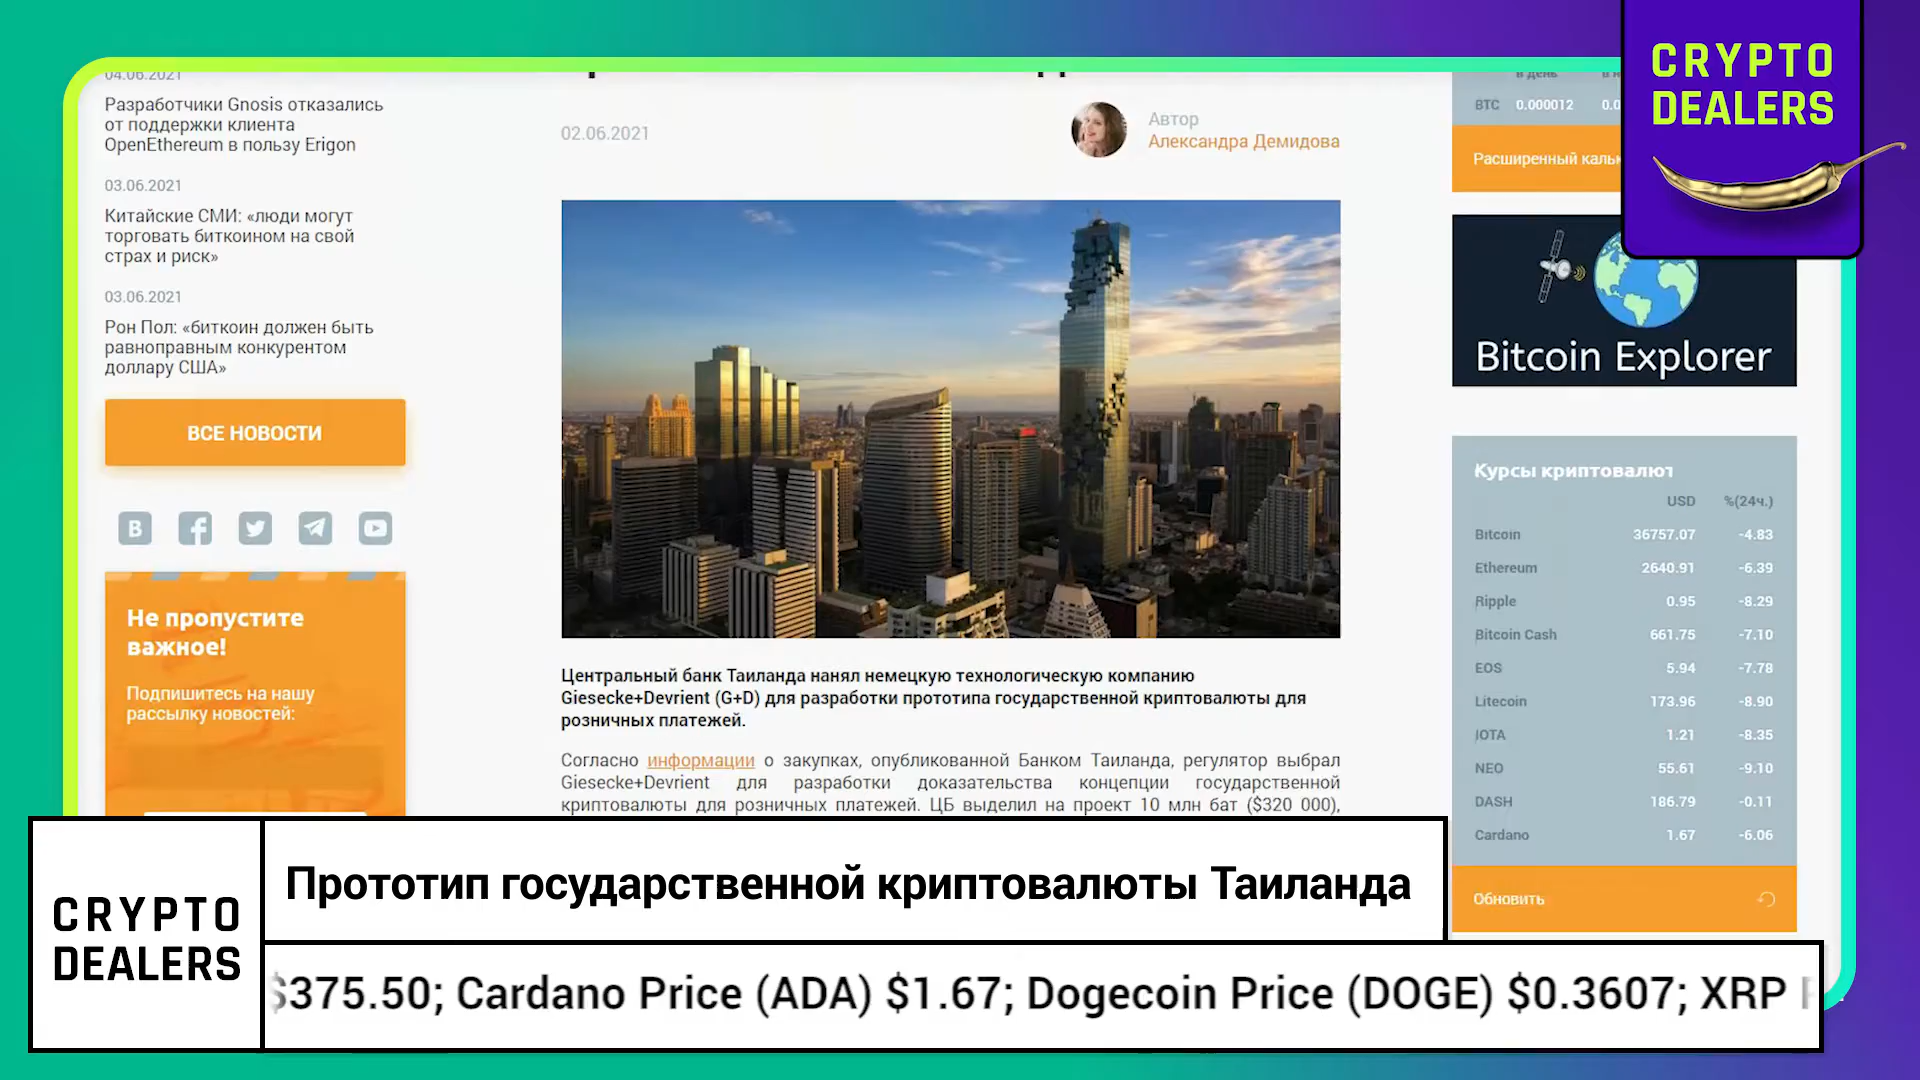 04.06.2021
Разработчики Gnosis отказались
от поддержки клиента
OpenEthereum в пользу Erigon
03.06.2021
Китайские СМИ: «люди могут
торговать биткоином на свой
страх и риск»
03.06.2021
Рон Пол: «биткоин должен быть
равноправным конкурентом
доллару США»
ВСЕ НОВОСТИ
Не пропустите
важное!
Подпишитесь на нашу
рассылку новостей:
02.06.2021
Автор
Александра Демидова
Центральный банк Таиланда нанял немецкую технологическую компанию
Giesecke+Devrient (G+D) для разработки прототипа государственной криптовалюты для
розничных платежей.
Согласно информации о закупках, опубликованной Банком Таиланда, регулятор выбрал
Giesecke+Devrient для разработки доказательства концепции государственной
криптовалюты для розничных платежей. ЦБ выделил на проект 10 млн бат ($320 000),
в день
BTC 0.000012 0.0
Расширенный
CRYPTO
DEALERS
Bitcoin Explorer
Курсы криптовалют
USD %(24ч.)
Bitcoin 36757.07 -4.83
Ethereum 2640.91 -6.39
Ripple 0.95 -8.29
Bitcoin Cash 661.75 -7.10
EOS 5.94 -7.78
Litecoin 173.96 -8.90
IOTA 1.21 -8.35
NEO 55.61 -9.10
DASH 186.79 -0.11
Cardano 1.67 -6.06
Обновить
CRYPTO
DEALERS
Прототип государственной криптовалюты Таиланда
$375.50; Cardano Price (ADA) $1.67; Dogecoin Price (DOGE) $0.3607; XRP